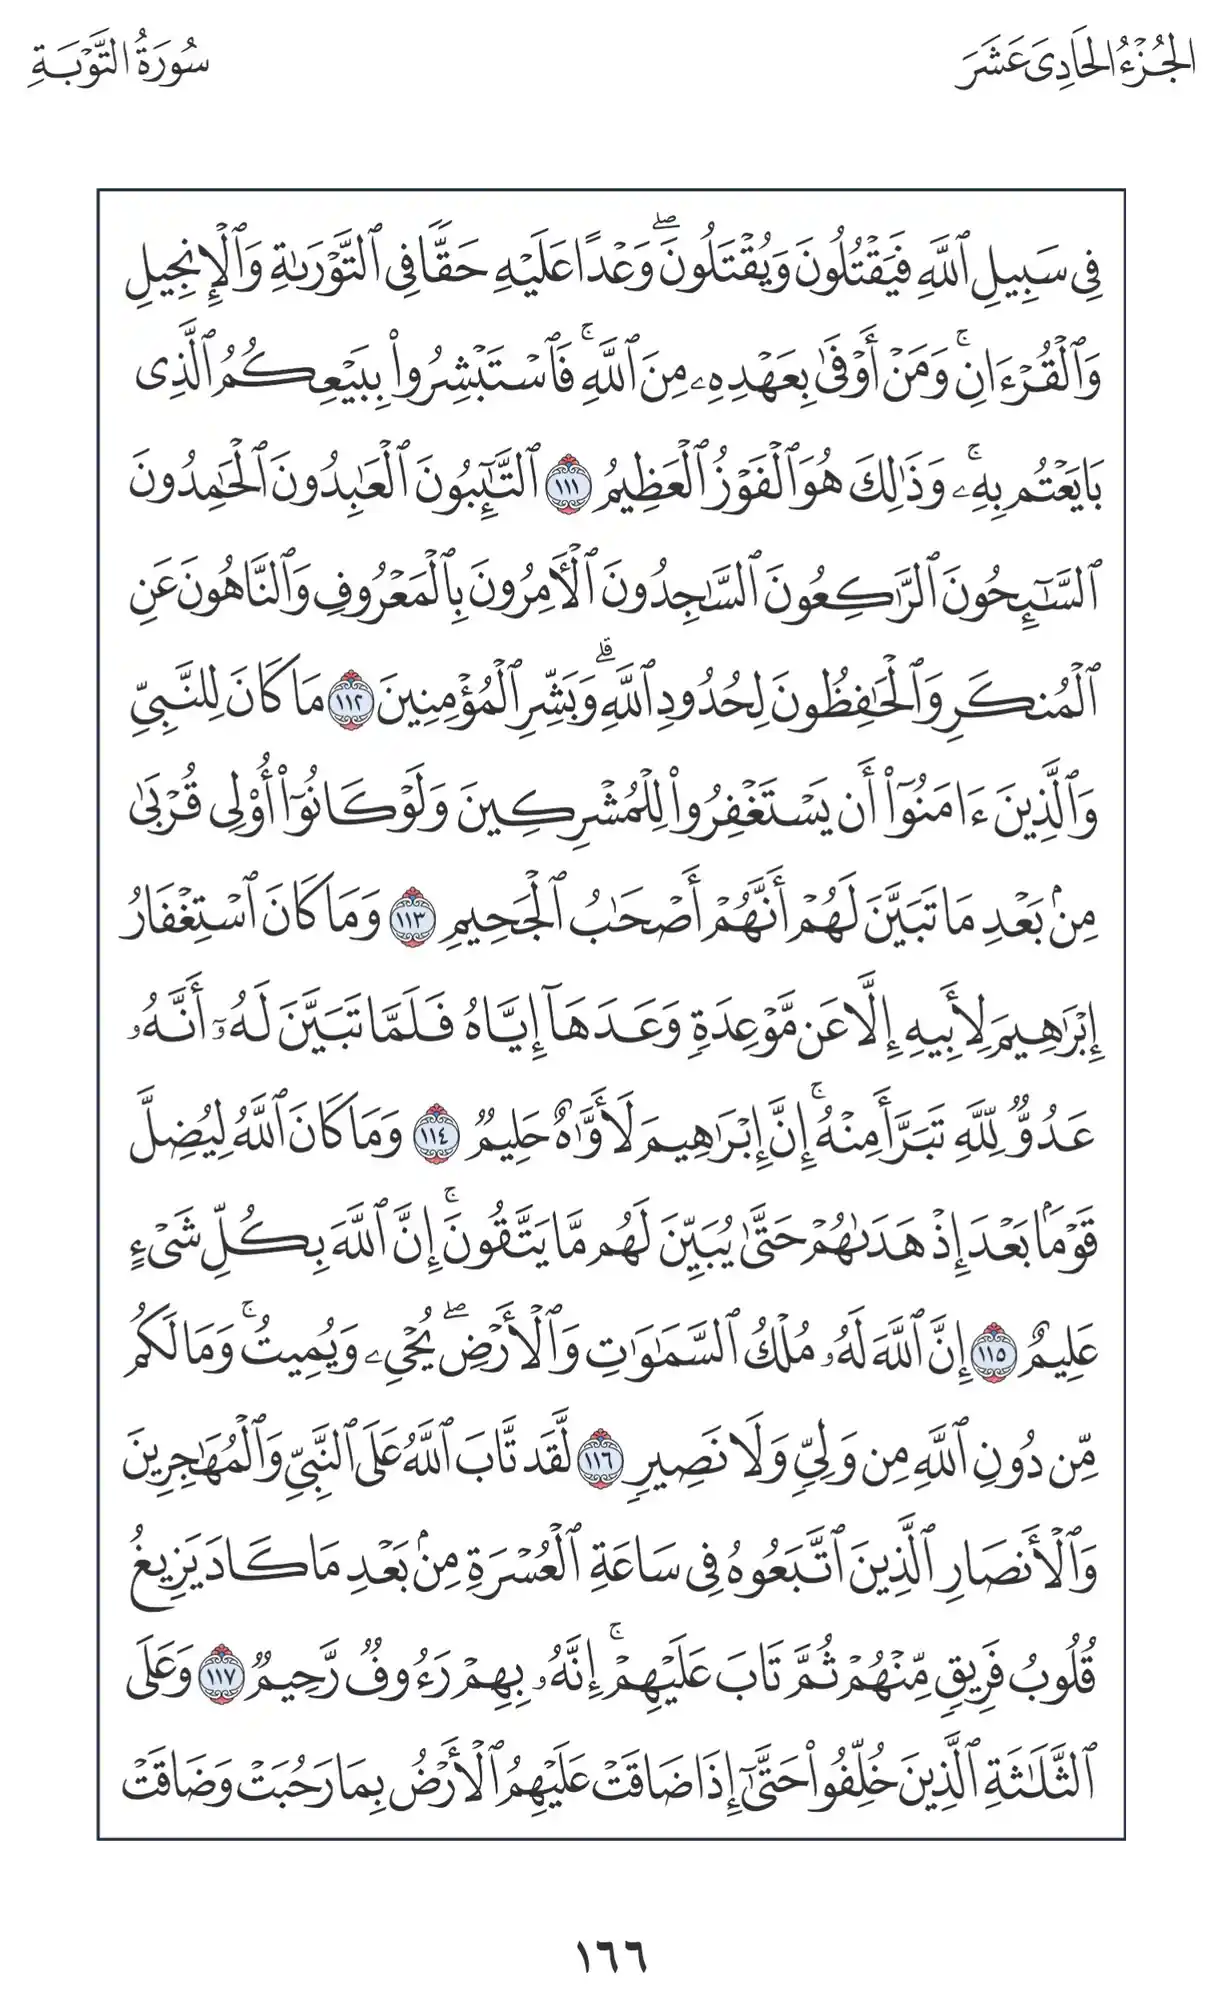 الجُزْءُ الحَادِيَ عَشَرَ
سُورَةُ التَّوْبَةِ
فِى سَبِيلِ ٱللَّهِ فَيَقْتُلُونَ وَيُقْتَلُونَۖ وَعْدًا عَلَيْهِ حَقًّا فِى ٱلتَّوْرَىٰةِ وَٱلْإِنجِيلِ
وَٱلْقُرْءَانِۚ وَمَنْ أَوْفَىٰ بِعَهْدِهِۦ مِنَ ٱللَّهِۚ فَٱسْتَبْشِرُوا۟ بِبَيْعِكُمُ ٱلَّذِى
بَايَعْتُم بِهِۦۚ وَذَٰلِكَ هُوَ ٱلْفَوْزُ ٱلْعَظِيمُ ١١١ ٱلتَّـٰٓئِبُونَ ٱلْعَـٰبِدُونَ ٱلْحَـٰمِدُونَ
ٱلسَّـٰٓئِحُونَ ٱلرَّٰكِعُونَ ٱلسَّـٰجِدُونَ ٱلْـَٔامِرُونَ بِٱلْمَعْرُوفِ وَٱلنَّاهُونَ عَنِ
ٱلْمُنكَرِ وَٱلْحَـٰفِظُونَ لِحُدُودِ ٱللَّهِۗ وَبَشِّرِ ٱلْمُؤْمِنِينَ ١١٢ مَا كَانَ لِلنَّبِىِّ
وَٱلَّذِينَ ءَامَنُوٓا۟ أَن يَسْتَغْفِرُوا۟ لِلْمُشْرِكِينَ وَلَوْ كَانُوٓا۟ أُو۟لِى قُرْبَىٰ
مِنۢ بَعْدِ مَا تَبَيَّنَ لَهُمْ أَنَّهُمْ أَصْحَـٰبُ ٱلْجَحِيمِ ١١٣ وَمَا كَانَ ٱسْتِغْفَارُ
إِبْرَٰهِيمَ لِأَبِيهِ إِلَّا عَن مَّوْعِدَةٍ وَعَدَهَآ إِيَّاهُ فَلَمَّا تَبَيَّنَ لَهُۥٓ أَنَّهُۥ
عَدُوٌّ لِّلَّهِ تَبَرَّأَ مِنْهُۚ إِنَّ إِبْرَٰهِيمَ لَأَوَّٰهٌ حَلِيمٌ ١١٤ وَمَا كَانَ ٱللَّهُ لِيُضِلَّ
قَوْمًۢا بَعْدَ إِذْ هَدَىٰهُمْ حَتَّىٰ يُبَيِّنَ لَهُم مَّا يَتَّقُونَۚ إِنَّ ٱللَّهَ بِكُلِّ شَىْءٍ
عَلِيمٌ ١١٥ إِنَّ ٱللَّهَ لَهُۥ مُلْكُ ٱلسَّمَـٰوَٰتِ وَٱلْأَرْضِۖ يُحْىِۦ وَيُمِيتُۚ وَمَا لَكُم
مِّن دُونِ ٱللَّهِ مِن وَلِىٍّ وَلَا نَصِيرٍ ١١٦ لَّقَد تَّابَ ٱللَّهُ عَلَى ٱلنَّبِىِّ وَٱلْمُهَـٰجِرِينَ
وَٱلْأَنصَارِ ٱلَّذِينَ ٱتَّبَعُوهُ فِى سَاعَةِ ٱلْعُسْرَةِ مِنۢ بَعْدِ مَا كَادَ يَزِيغُ
قُلُوبُ فَرِيقٍ مِّنْهُمْ ثُمَّ تَابَ عَلَيْهِمْۚ إِنَّهُۥ بِهِمْ رَءُوفٌ رَّحِيمٌ ١١٧ وَعَلَى
ٱلثَّلَـٰثَةِ ٱلَّذِينَ خُلِّفُوا۟ حَتَّىٰٓ إِذَا ضَاقَتْ عَلَيْهِمُ ٱلْأَرْضُ بِمَا رَحُبَتْ وَضَاقَتْ
١٦٦